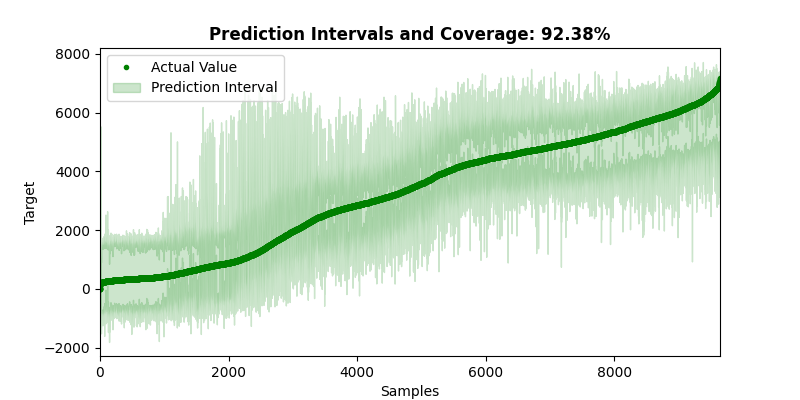 Prediction Intervals and Coverage: 92.38%
8000
6000
4000
2000
0
−2000
Target
Actual Value
Prediction Interval
0 2000 4000 6000 8000
Samples